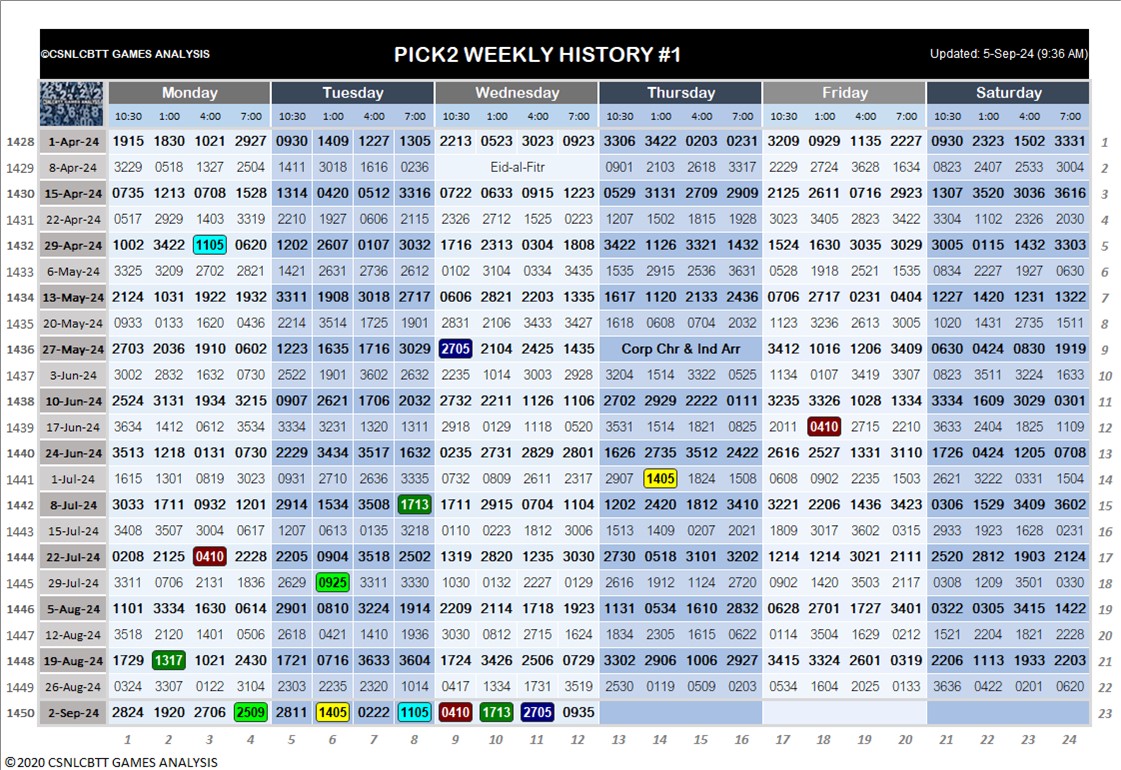 ©CSNLCBTT GAMES ANALYSIS PICK2 WEEKLY HISTORY #1 Updated: 5-Sep-24 (9:36 AM)
Monday Tuesday Wednesday Thursday Friday Saturday
10:30 1:00 4:00 7:00 10:30 1:00 4:00 7:00 10:30 1:00 4:00 7:00 10:30 1:00 4:00 7:00 10:30 1:00 4:00 7:00 10:30 1:00 4:00 7:00
1428 1-Apr-24 1915 1830 1021 2927 0930 1409 1227 1305 2213 0523 3023 0923 3306 3422 0203 0231 3209 0929 1135 2227 0930 2323 1502 3331 1
1429 8-Apr-24 3229 0518 1327 2504 1411 3018 1616 0236 Eid-al-Fitr 0901 2103 2618 3317 2229 2724 3628 1634 0823 2407 2533 3004 2
1430 15-Apr-24 0735 1213 0708 1528 1314 0420 0512 3316 0722 0633 0915 1223 0529 3131 2709 2909 2125 2611 0716 2923 1307 3520 3036 3616 3
1431 22-Apr-24 0517 2929 1403 3319 2210 1927 0606 2115 2326 2712 1525 0223 1207 1502 1815 1928 3023 3405 2823 3422 3304 1102 2326 2030 4
1432 29-Apr-24 1002 3422 1105 0620 1202 2607 0107 3032 1716 2313 0304 1808 3422 1126 3321 1432 1524 1630 3035 3029 3005 0115 1432 3303 5
1433 6-May-24 3325 3209 2702 2821 1421 2631 2736 2612 0102 3104 0334 3435 1535 2915 2536 3631 0528 1918 2521 1535 0834 2227 1927 0630 6
1434 13-May-24 2124 1031 1922 1932 3311 1908 3018 2717 0606 2821 2203 1335 1617 1120 2133 2436 0706 2717 0231 0404 1227 1420 1231 1322 7
1435 20-May-24 0933 0133 1620 0436 2214 3514 1725 1901 2831 2106 3433 3427 1618 0608 0704 2032 1123 3236 2613 3005 1020 1431 2735 1511 8
1436 27-May-24 2703 2036 1910 0602 1223 1635 1716 3029 2705 2104 2425 1435 Corp Chr & Ind Arr 3412 1016 1206 3409 0630 0424 0830 1919 9
1437 3-Jun-24 3002 2832 1632 0730 2522 1901 3602 2632 2235 1014 3003 2928 3204 1514 3322 0525 1134 0107 3419 3307 0823 3511 3224 1633 10
1438 10-Jun-24 2524 3131 1934 3215 0907 2621 1706 2032 2732 2211 1126 1106 2702 2929 2222 0111 3235 3326 1028 1334 3334 1609 3029 0301 11
1439 17-Jun-24 3634 1412 0612 3534 3334 3231 1320 1311 2918 0129 1128 0520 3531 1514 1821 0825 2011 0410 2715 2210 3633 2404 1825 1109 12
1440 24-Jun-24 3513 1218 0131 0730 2229 3434 3517 1632 0235 2731 2829 2801 1626 2735 3512 2422 2616 2527 1331 3110 1726 0424 1205 0708 13
1441 1-Jul-24 1615 1301 0819 3023 0931 2710 2636 3335 0732 0809 2611 2317 2907 1405 1824 1508 0608 0902 2235 1503 2621 3222 0331 1504 14
1442 8-Jul-24 3033 1711 0932 1201 2914 1534 3508 1713 1711 2915 0704 1104 1202 2420 1812 3410 3221 2206 1436 3423 0306 1529 3409 3602 15
1443 15-Jul-24 3408 3507 3004 0617 1207 0613 0135 3218 0110 0223 1812 3006 1513 1409 0207 2021 1809 3017 3602 0315 2933 1923 1628 0231 16
1444 22-Jul-24 0208 2125 0410 2228 2205 0904 3518 2502 1319 2820 1235 3030 2730 0518 3101 3202 1214 1214 3021 2111 2520 2812 1903 2124 17
1445 29-Jul-24 3311 0706 2131 1836 2629 0925 3311 3330 1030 0132 2227 0129 2616 1912 1124 2720 0902 1420 3503 2117 0308 1209 3501 0330 18
1446 5-Aug-24 1101 3334 1630 0614 2901 0810 3224 1914 2209 2114 1718 1923 1131 0534 1610 2832 0628 2701 1727 3401 0322 0305 3415 1422 19
1447 12-Aug-24 3518 2120 1401 0506 2618 0421 1410 1936 3030 0812 2715 1624 1834 2305 1615 0622 0114 3504 1629 0212 1521 2204 1821 2228 20
1448 19-Aug-24 1729 1317 1021 2430 1721 0716 3633 3604 1724 3426 2506 0729 3302 2906 1006 2927 3415 3324 2601 0319 2206 1113 1933 2203 21
1449 26-Aug-24 0324 3307 0122 3104 2303 2235 2320 1014 0417 1334 1731 3519 2530 0119 0509 0203 0534 1604 2025 0133 3636 0422 0201 0620 22
1450 2-Sep-24 2824 1920 2706 2509 2811 1405 0222 1105 0410 1713 2705 0935 23
1 2 3 4 5 6 7 8 9 10 11 12 13 14 15 16 17 18 19 20 21 22 23 24
©2020 CSNLCBTT GAMES ANALYSIS